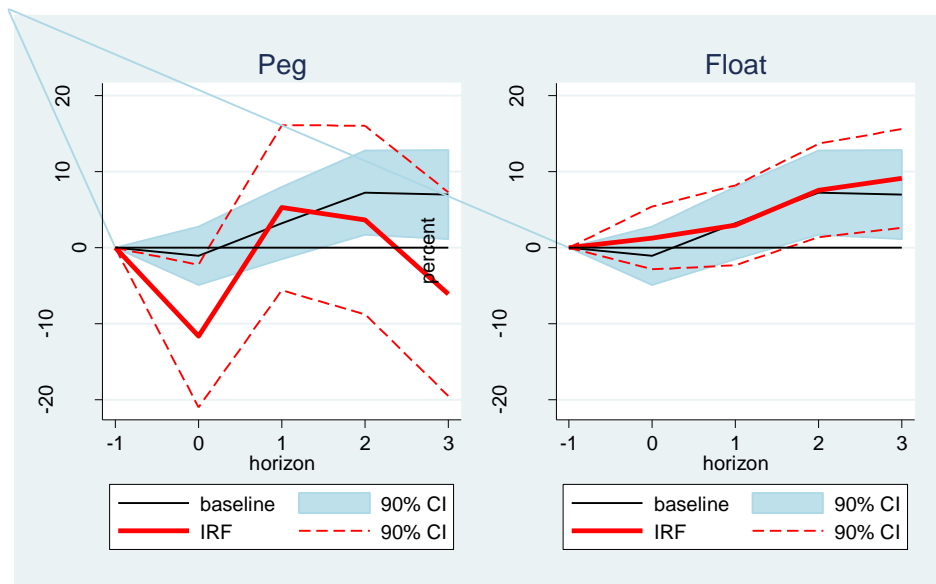 Peg
20
10
0
-10
-20
-1 0 1 2 3
horizon
baseline 90% CI
IRF 90% CI
percent
Float
20
10
0
-10
-20
-1 0 1 2 3
horizon
baseline 90% CI
IRF 90% CI